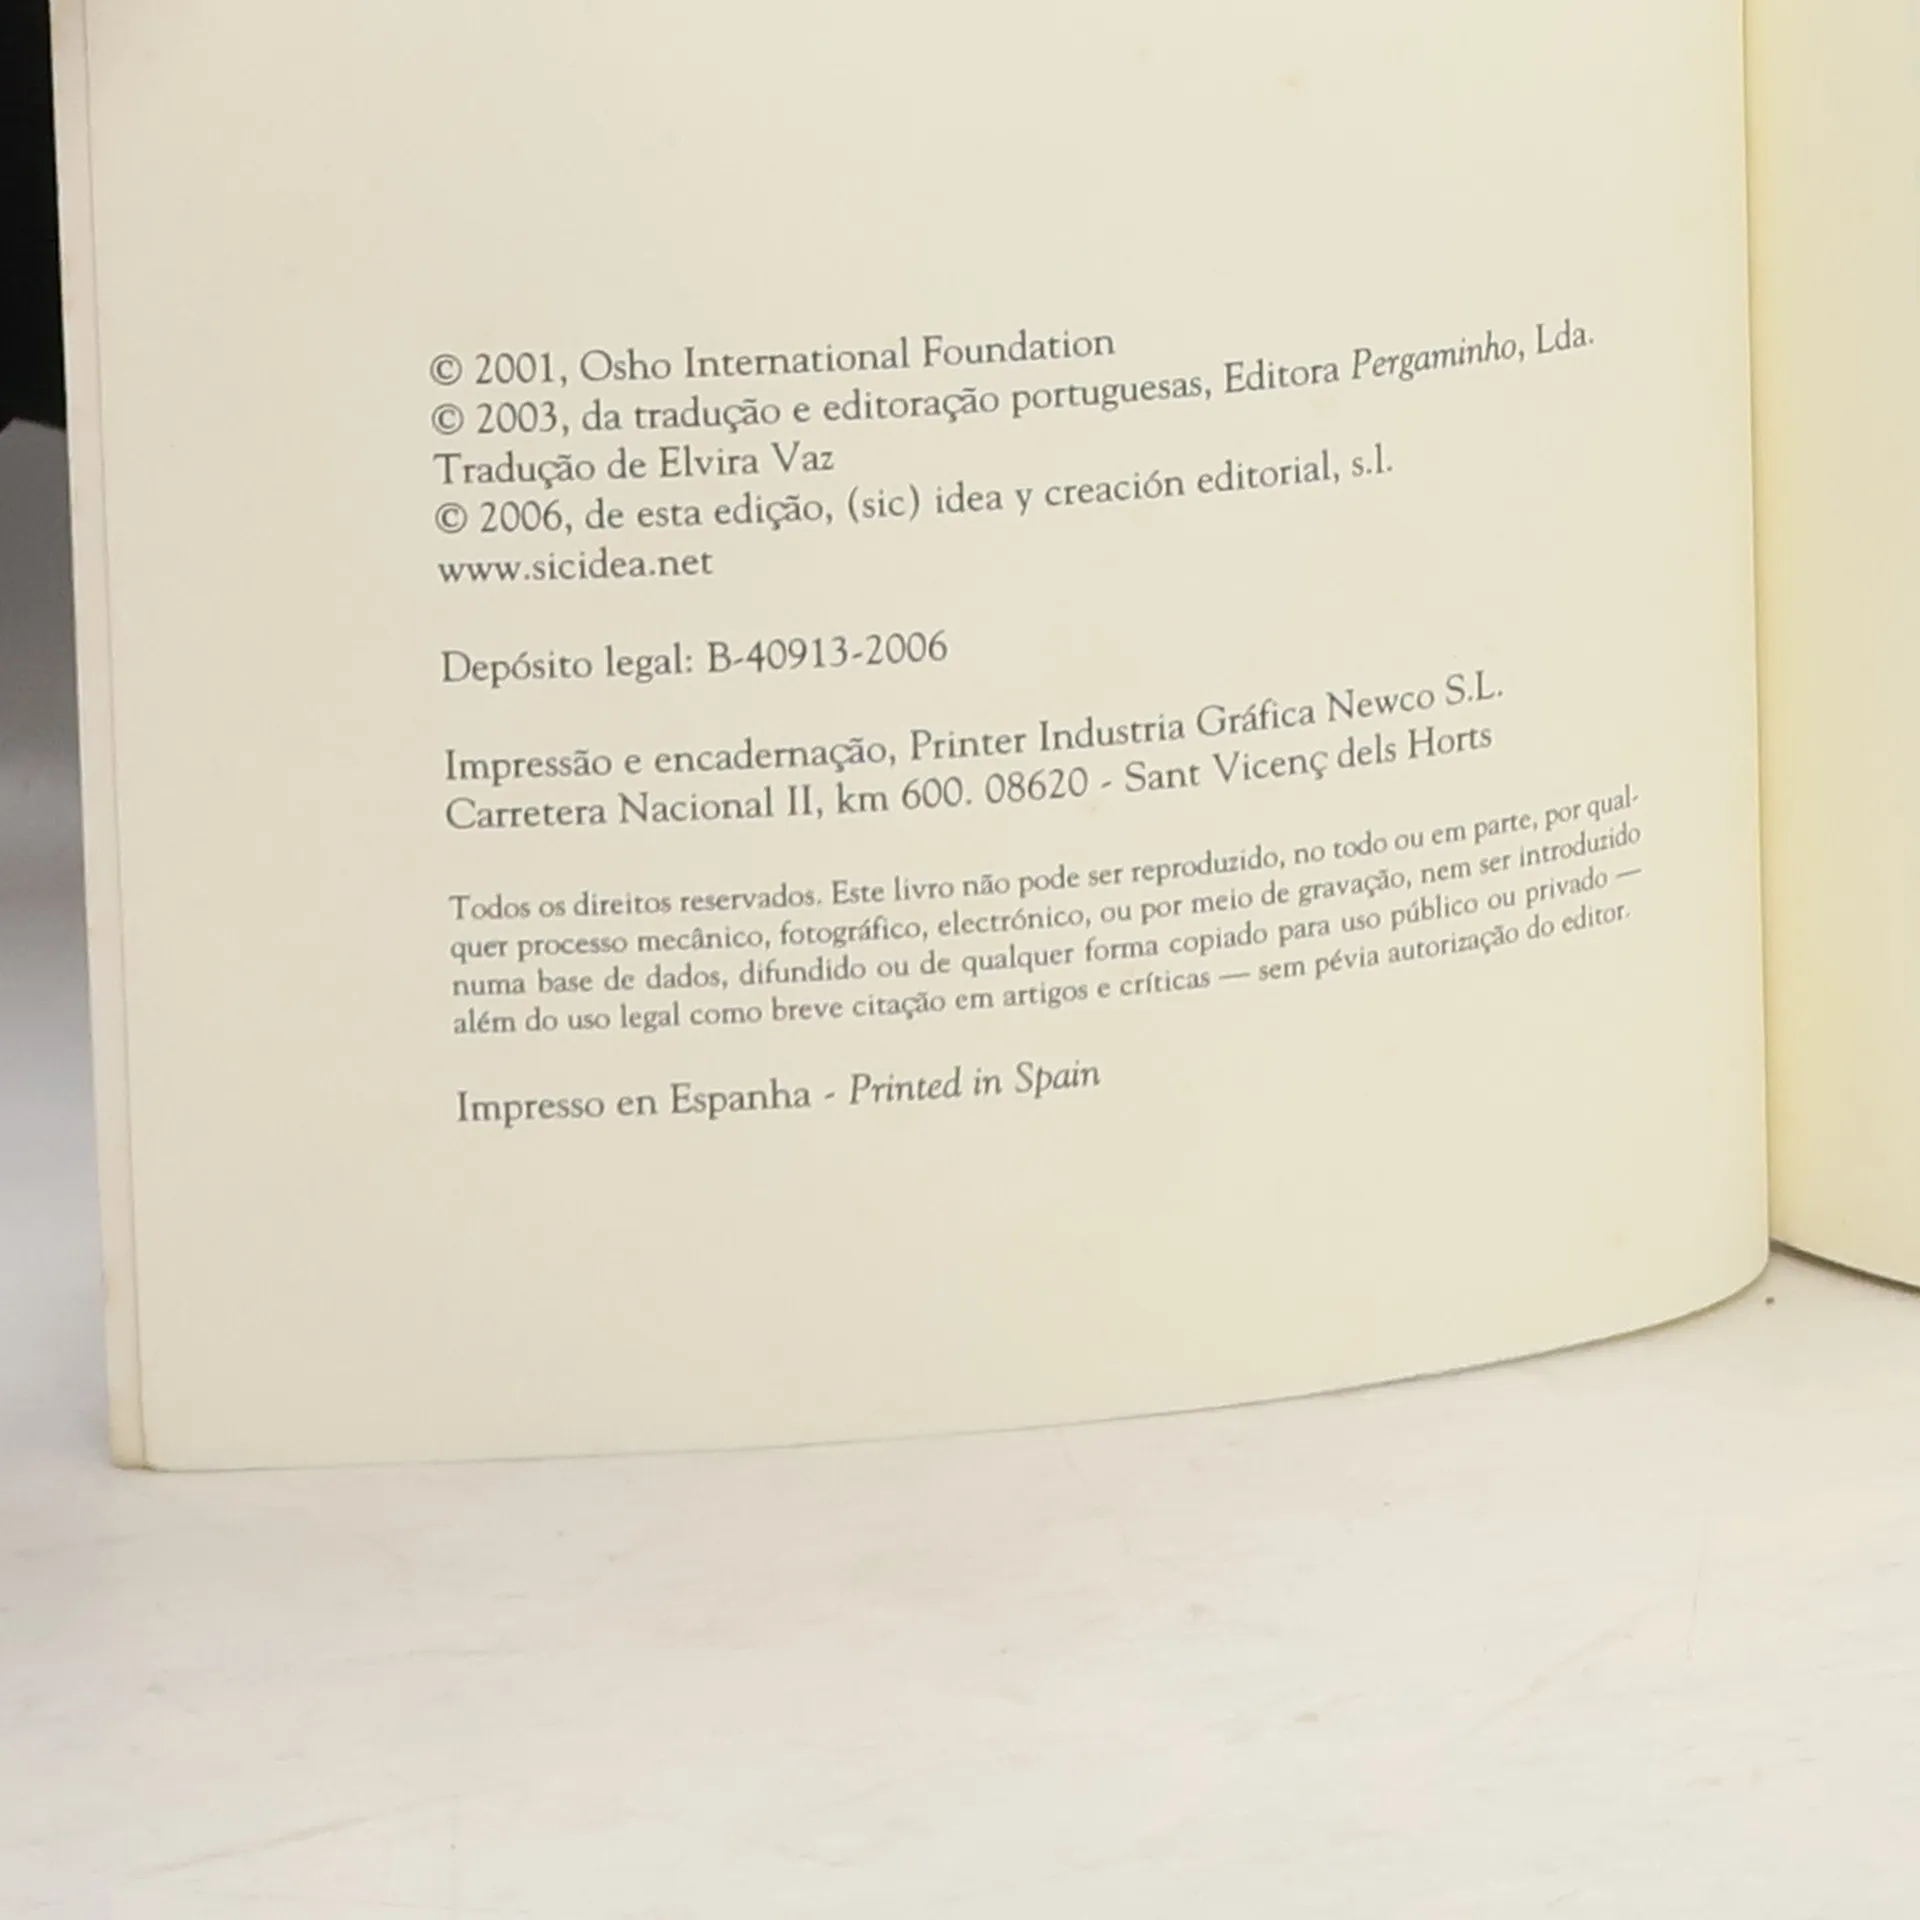 © 2001, Osho International Foundation
© 2003, da tradução e editoração portuguesas, Editora Pergaminho, Lda.
Tradução de Elvira Vaz
© 2006, de esta edição, (sic) idea y creación editorial, s.l.
www.sicidea.net
Depósito legal: B-40913-2006
Impressão e encadernação, Printer Industria Gráfica Newco S.L.
Carretera Nacional II, km 600. 08620 - Sant Vicenç dels Horts
Todos os direitos reservados. Este livro não pode ser reproduzido, no todo ou em parte, por qual-
quer processo mecânico, fotográfico, electrónico, ou por meio de gravação, nem ser introduzido
numa base de dados, difundido ou de qualquer forma copiado para uso público ou privado —
além do uso legal como breve citação em artigos e críticas — sem pévia autorização do editor.
Impresso en Espanha - Printed in Spain